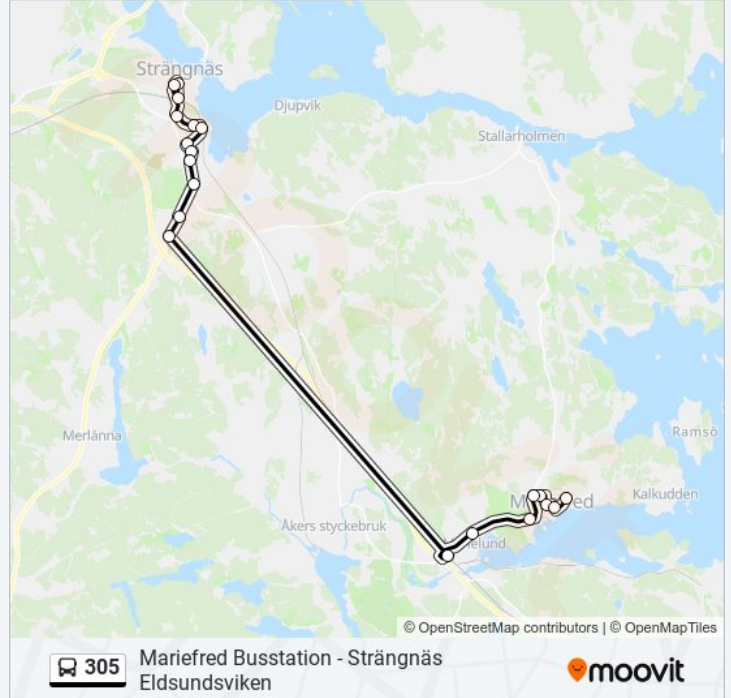 Strängnäs
Djupvik
Stallarholmen
Merlänna
Ramsö
Kalkudden
Åkers styckebruk
© OpenStreetMap contributors | © OpenMapTiles
305
Mariefred Busstation - Strängnäs
Eldsundsviken
moovit